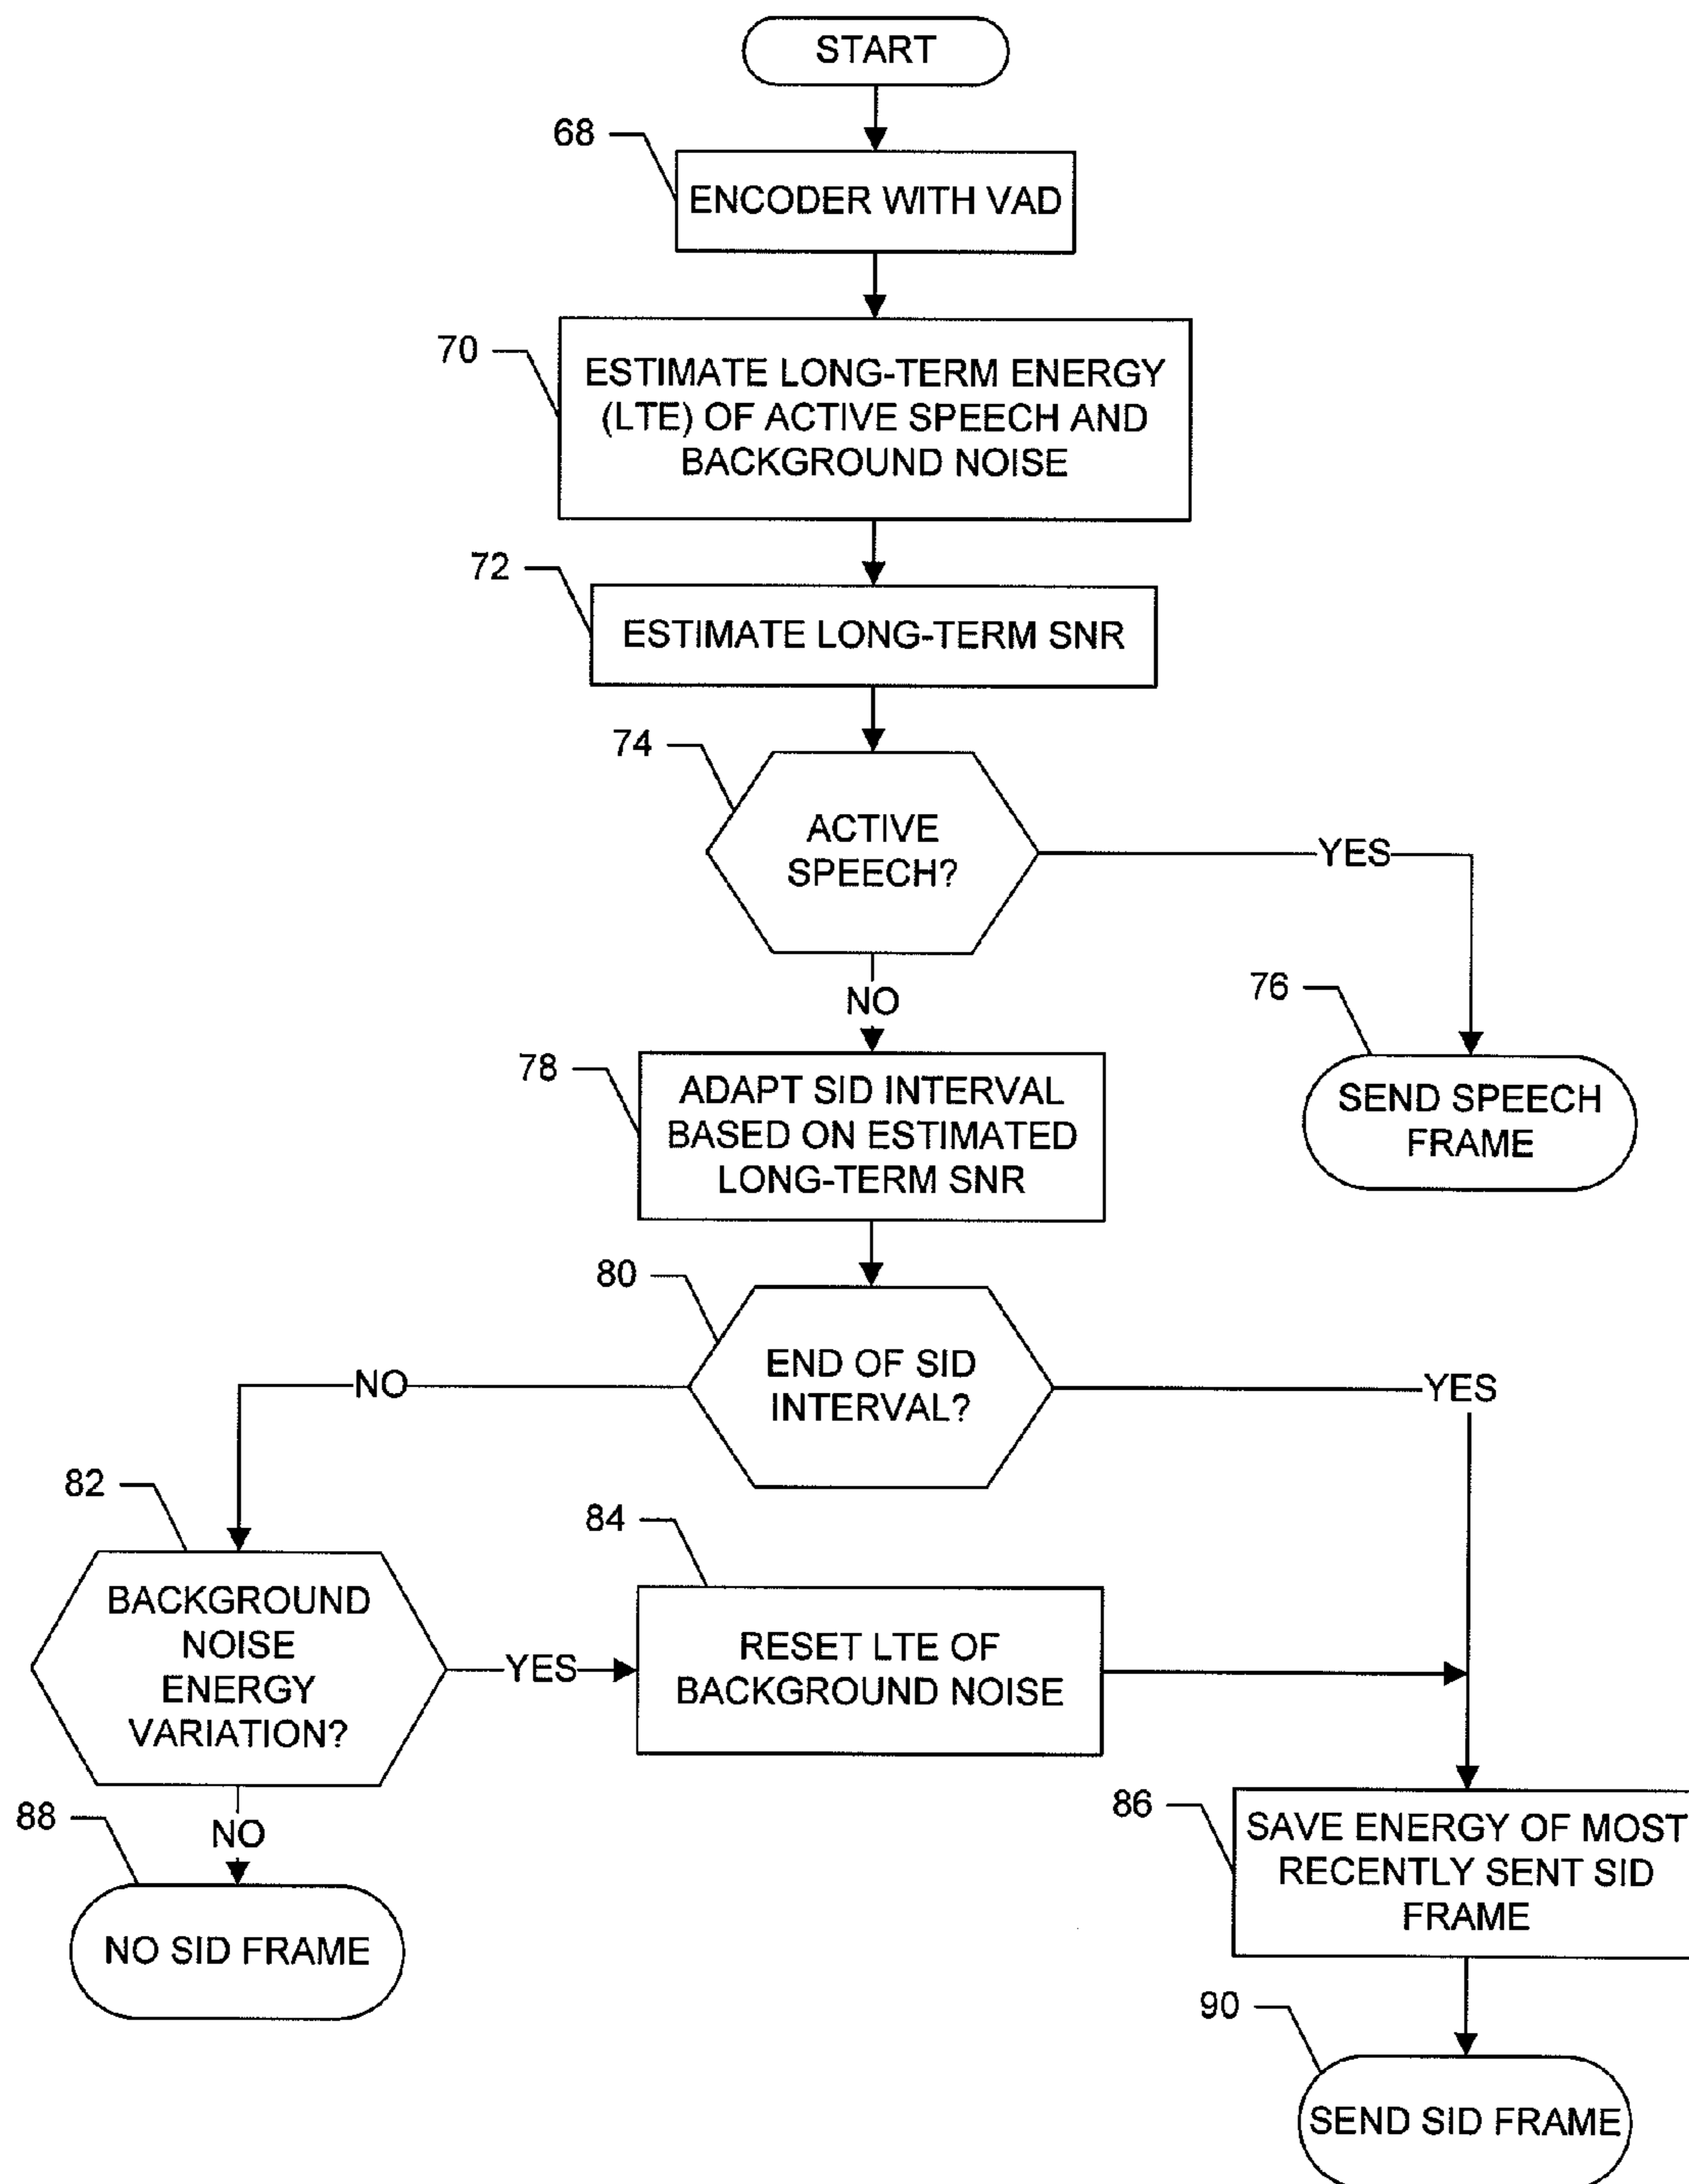 START
68
ENCODER WITH VAD
70
ESTIMATE LONG-TERM ENERGY
(LTE) OF ACTIVE SPEECH AND
BACKGROUND NOISE
72
ESTIMATE LONG-TERM SNR
74
ACTIVE
SPEECH?
YES
76
SEND SPEECH
FRAME
NO
78
ADAPT SID INTERVAL
BASED ON ESTIMATED
LONG-TERM SNR
80
END OF SID
INTERVAL?
NO
YES
82
BACKGROUND
NOISE
ENERGY
VARIATION?
YES
84
RESET LTE OF
BACKGROUND NOISE
86
SAVE ENERGY OF MOST
RECENTLY SENT SID
FRAME
88
NO
NO SID FRAME
90
SEND SID FRAME